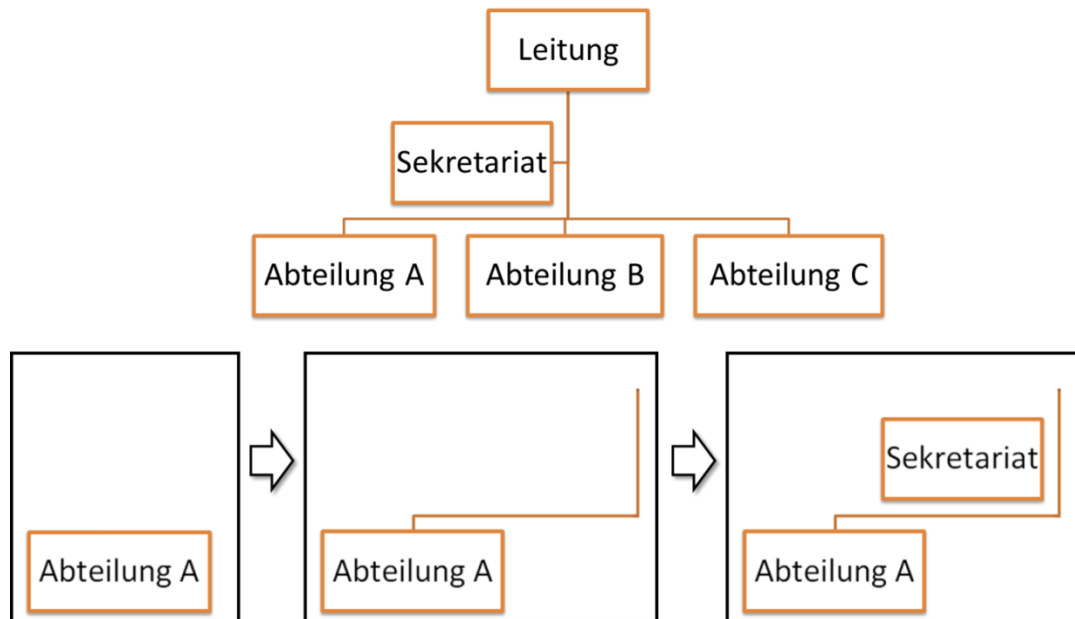 Leitung
Sekretariat
Abteilung A
Abteilung B
Abteilung C
Abteilung A
Abteilung A
Sekretariat
Abteilung A